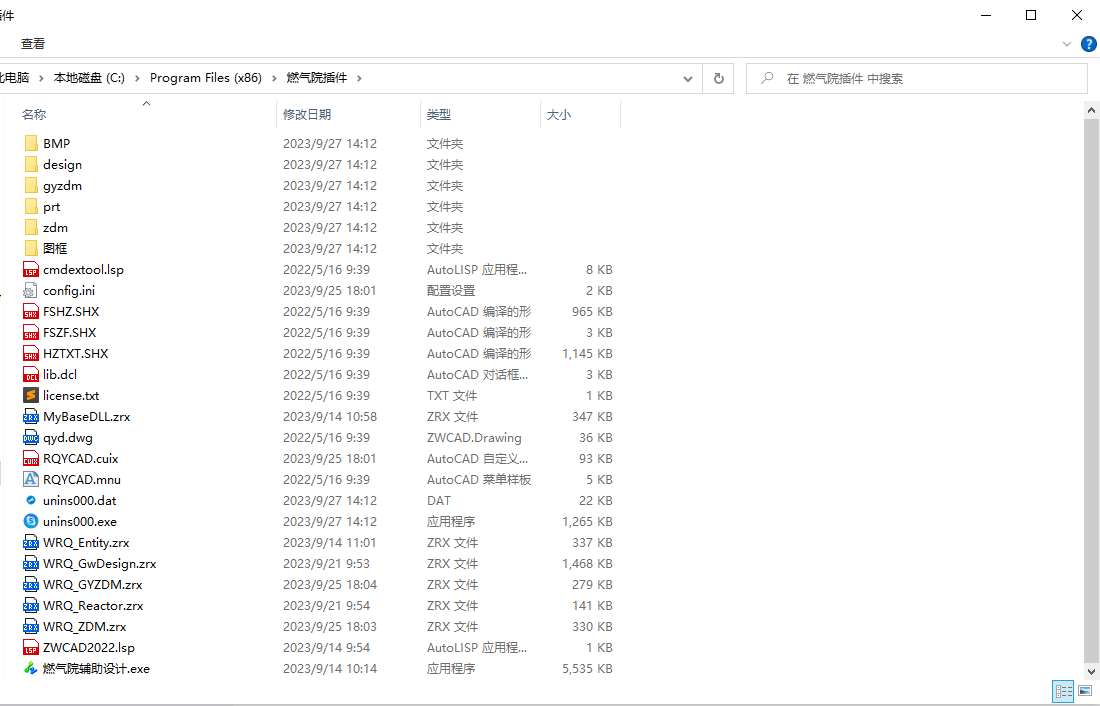 插件
查看
此电脑 › 本地磁盘 (C:) › Program Files (x86) › 燃气院插件 › 在 燃气院插件 中搜索
名称 修改日期 类型 大小
BMP 2023/9/27 14:12 文件夹
design 2023/9/27 14:12 文件夹
gyzdm 2023/9/27 14:12 文件夹
prt 2023/9/27 14:12 文件夹
zdm 2023/9/27 14:12 文件夹
图框 2023/9/27 14:12 文件夹
cmdextool.lsp 2022/5/16 9:39 AutoLISP 应用程... 8 KB
config.ini 2023/9/25 18:01 配置设置 2 KB
FSHZ.SHX 2022/5/16 9:39 AutoCAD 编译的形 965 KB
FSZF.SHX 2022/5/16 9:39 AutoCAD 编译的形 3 KB
HZTXT.SHX 2022/5/16 9:39 AutoCAD 编译的形 1,145 KB
lib.dcl 2022/5/16 9:39 AutoCAD 对话框... 3 KB
license.txt 2022/5/16 9:39 TXT 文件 1 KB
MyBaseDLL.zrx 2023/9/14 10:58 ZRX 文件 347 KB
qyd.dwg 2022/5/16 9:39 ZWCAD.Drawing 36 KB
RQYCAD.cuix 2023/9/25 18:01 AutoCAD 自定义... 93 KB
RQYCAD.mnu 2022/5/16 9:39 AutoCAD 菜单样板 5 KB
unins000.dat 2023/9/27 14:12 DAT 22 KB
unins000.exe 2023/9/27 14:12 应用程序 1,265 KB
WRQ_Entity.zrx 2023/9/14 11:01 ZRX 文件 337 KB
WRQ_GwDesign.zrx 2023/9/21 9:53 ZRX 文件 1,468 KB
WRQ_GYZDM.zrx 2023/9/25 18:04 ZRX 文件 279 KB
WRQ_Reactor.zrx 2023/9/21 9:54 ZRX 文件 141 KB
WRQ_ZDM.zrx 2023/9/25 18:03 ZRX 文件 330 KB
ZWCAD2022.lsp 2023/9/14 9:54 AutoLISP 应用程... 1 KB
燃气院辅助设计.exe 2023/9/14 10:14 应用程序 5,535 KB